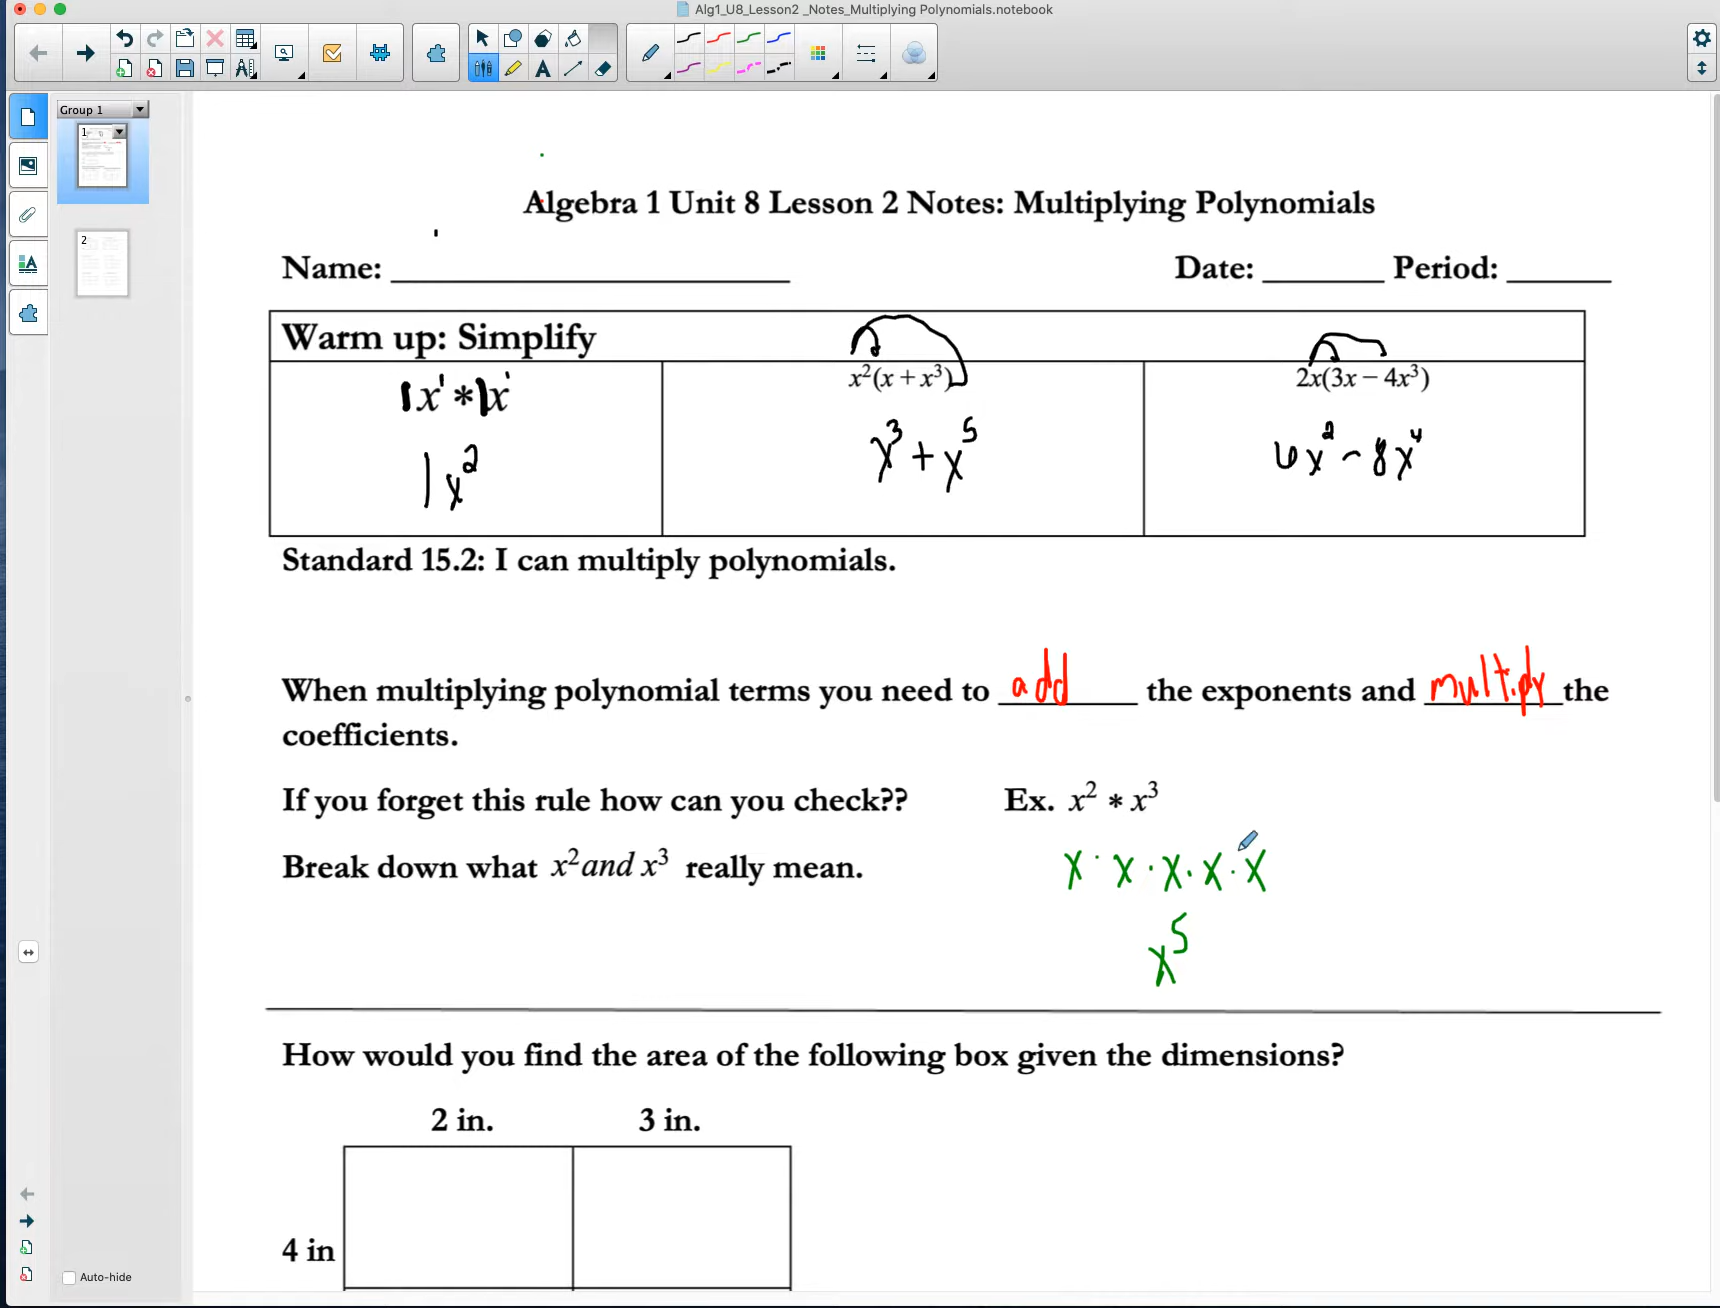 Alg1_U8_Lesson2 _Notes_Multiplying Polynomials.notebook
Group 1
1
2
Algebra 1 Unit 8 Lesson 2 Notes: Multiplying Polynomials
Name: ____________ Date: ______ Period: ______
Warm up: Simplify
1x¹ * 1x¹
x²(x + x³)
2x(3x − 4x³)
1x²
x³ + x⁵
6x² - 8x⁴
Standard 15.2: I can multiply polynomials.
When multiplying polynomial terms you need to add the exponents and multiply the
coefficients.
If you forget this rule how can you check?? Ex. x² * x³
Break down what x² and x³ really mean. x · x · x · x · x
x⁵
How would you find the area of the following box given the dimensions?
2 in. 3 in.
4 in
Auto-hide